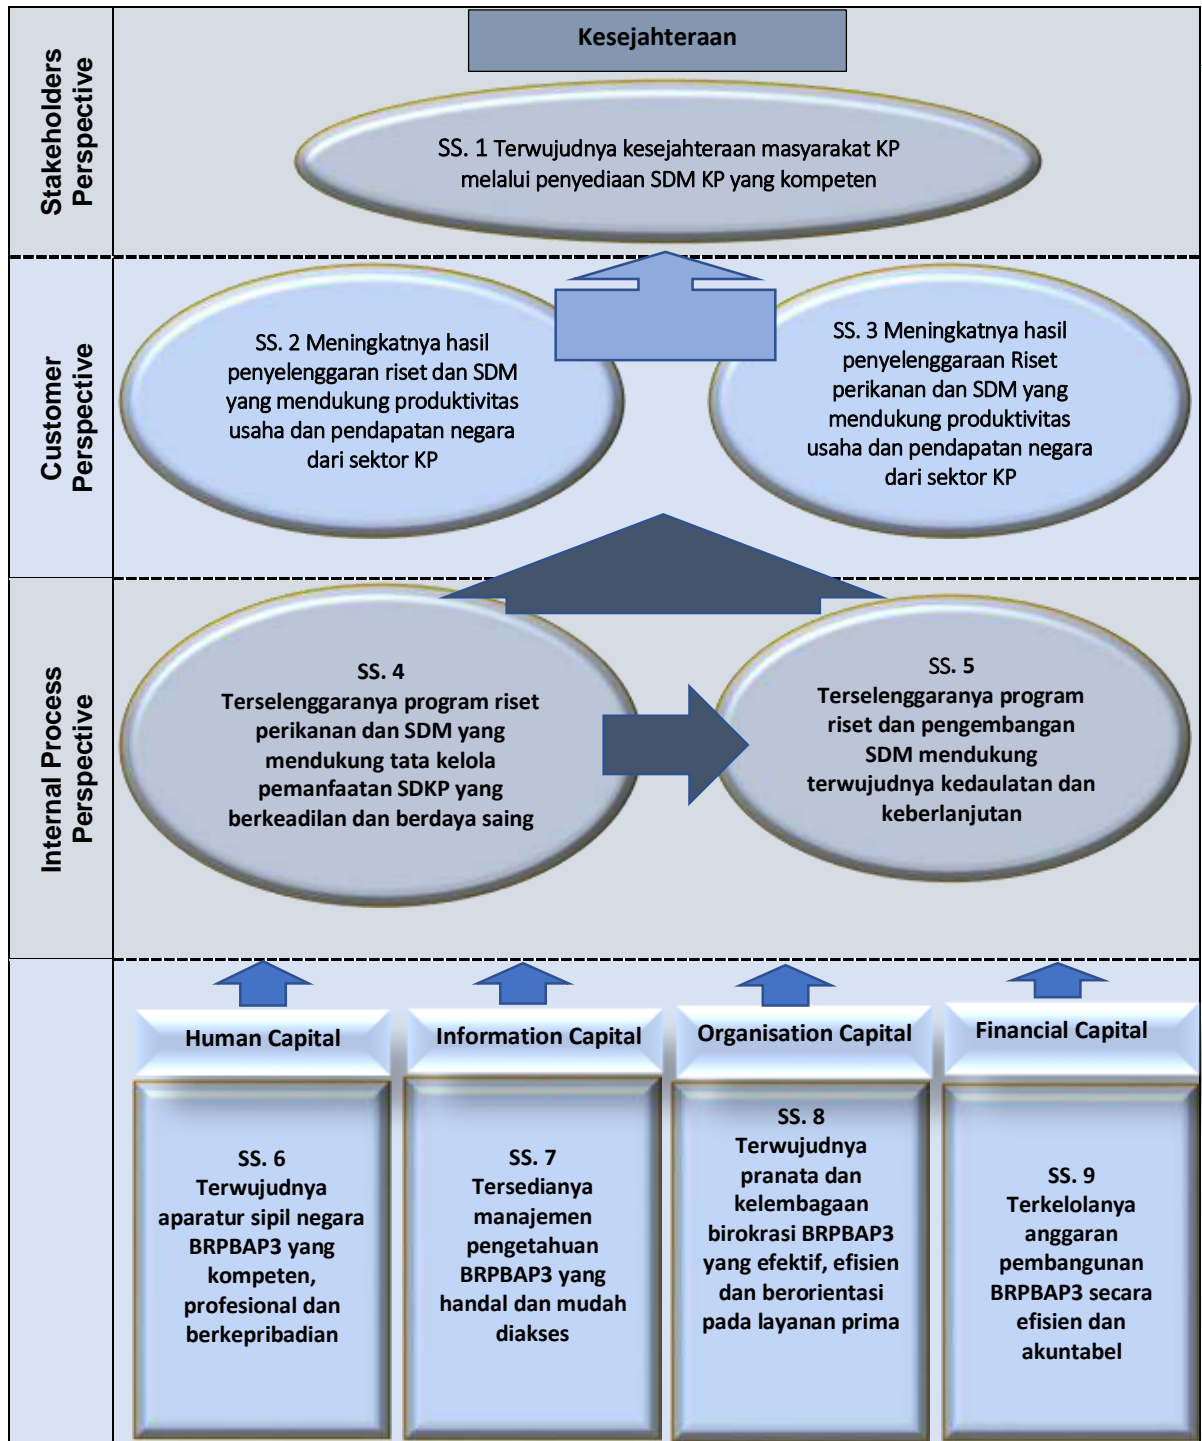 Stakeholders
Perspective
Kesejahteraan
SS. 1 Terwujudnya kesejahteraan masyarakat KP
melalui penyediaan SDM KP yang kompeten
Customer
Perspective
SS. 2 Meningkatnya hasil
penyelenggaran riset dan SDM
yang mendukung produktivitas
usaha dan pendapatan negara
dari sektor KP
SS. 3 Meningkatnya hasil
penyelenggaraan Riset
perikanan dan SDM yang
mendukung produktivitas
usaha dan pendapatan negara
dari sektor KP
Internal Process
Perspective
SS. 4
Terselenggaranya program riset
perikanan dan SDM yang
mendukung tata kelola
pemanfaatan SDKP yang
berkeadilan dan berdaya saing
SS. 5
Terselenggaranya program
riset dan pengembangan
SDM mendukung
terwujudnya kedaulatan dan
keberlanjutan
Human Capital
SS. 6
Terwujudnya
aparatur sipil negara
BRPBAP3 yang
kompeten,
profesional dan
berkepribadian
Information Capital
SS. 7
Tersedianya
manajemen
pengetahuan
BRPBAP3 yang
handal dan mudah
diakses
Organisation Capital
SS. 8
Terwujudnya
pranata dan
kelembagaan
birokrasi BRPBAP3
yang efektif, efisien
dan berorientasi
pada layanan prima
Financial Capital
SS. 9
Terkelolanya
anggaran
pembangunan
BRPBAP3 secara
efisien dan
akuntabel